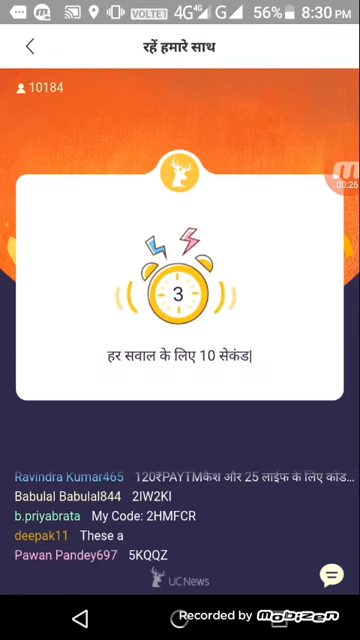 VOLTE1 4G 4G G 56% 8:30 PM
रहें हमारे साथ
10184
00:26
3
हर सवाल के लिए 10 सेकंड
Ravindra Kumar465 120₹PAYTMकैश और 25 लाईफ के लिए कोड...
Babulal Babulal844 2IW2KI
b.priyabrata My Code: 2HMFCR
deepak11 These a
Pawan Pandey697 5KQQZ
UC News
Recorded by mobizen